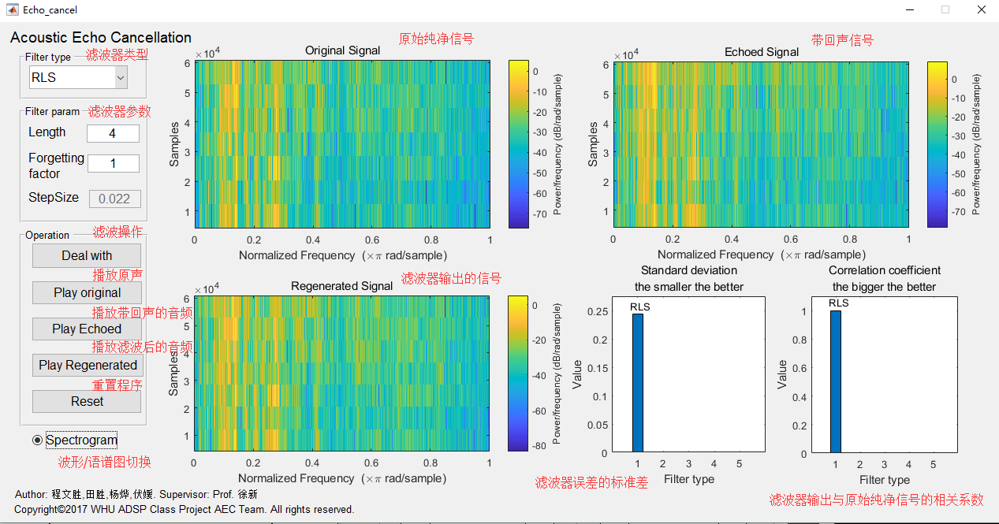 Echo_cancel
Acoustic Echo Cancellation
Filter type 滤波器类型
RLS
Filter param 滤波器参数
Length 4
Forgetting
factor 1
StepSize 0.022
Operation 滤波操作
Deal with
播放原声
Play original
播放带回声的音频
Play Echoed
播放滤波后的音频
Play Regenerated
重置程序
Reset
Spectrogram
波形/语谱图切换
原始纯净信号
Original Signal
×10⁴
6
5
4
3
2
1
Samples
0 0.2 0.4 0.6 0.8 1
Normalized Frequency (×π rad/sample)
0
-10
-20
-30
-40
-50
-60
-70
Power/frequency (dB/rad/sample)
带回声信号
Echoed Signal
×10⁴
6
5
4
3
2
1
Samples
0 0.2 0.4 0.6 0.8 1
Normalized Frequency (×π rad/sample)
0
-10
-20
-30
-40
-50
-60
-70
Power/frequency (dB/rad/sample)
滤波器输出的信号
Regenerated Signal
×10⁴
6
5
4
3
2
1
Samples
0 0.2 0.4 0.6 0.8 1
Normalized Frequency (×π rad/sample)
0
-20
-40
-60
-80
Power/frequency (dB/rad/sample)
Standard deviation
the smaller the better
RLS
0.25
0.2
0.15
0.1
0.05
0
Value
1 2 3 4 5
Filter type
滤波器误差的标准差
Correlation coefficient
the bigger the better
RLS
1
0.8
0.6
0.4
0.2
0
Value
1 2 3 4 5
Filter type
滤波器输出与原始纯净信号的相关系数
Author: 程文胜,田胜,杨烨,伏媛. Supervisor: Prof. 徐新
Copyright©2017 WHU ADSP Class Project AEC Team. All rights reserved.